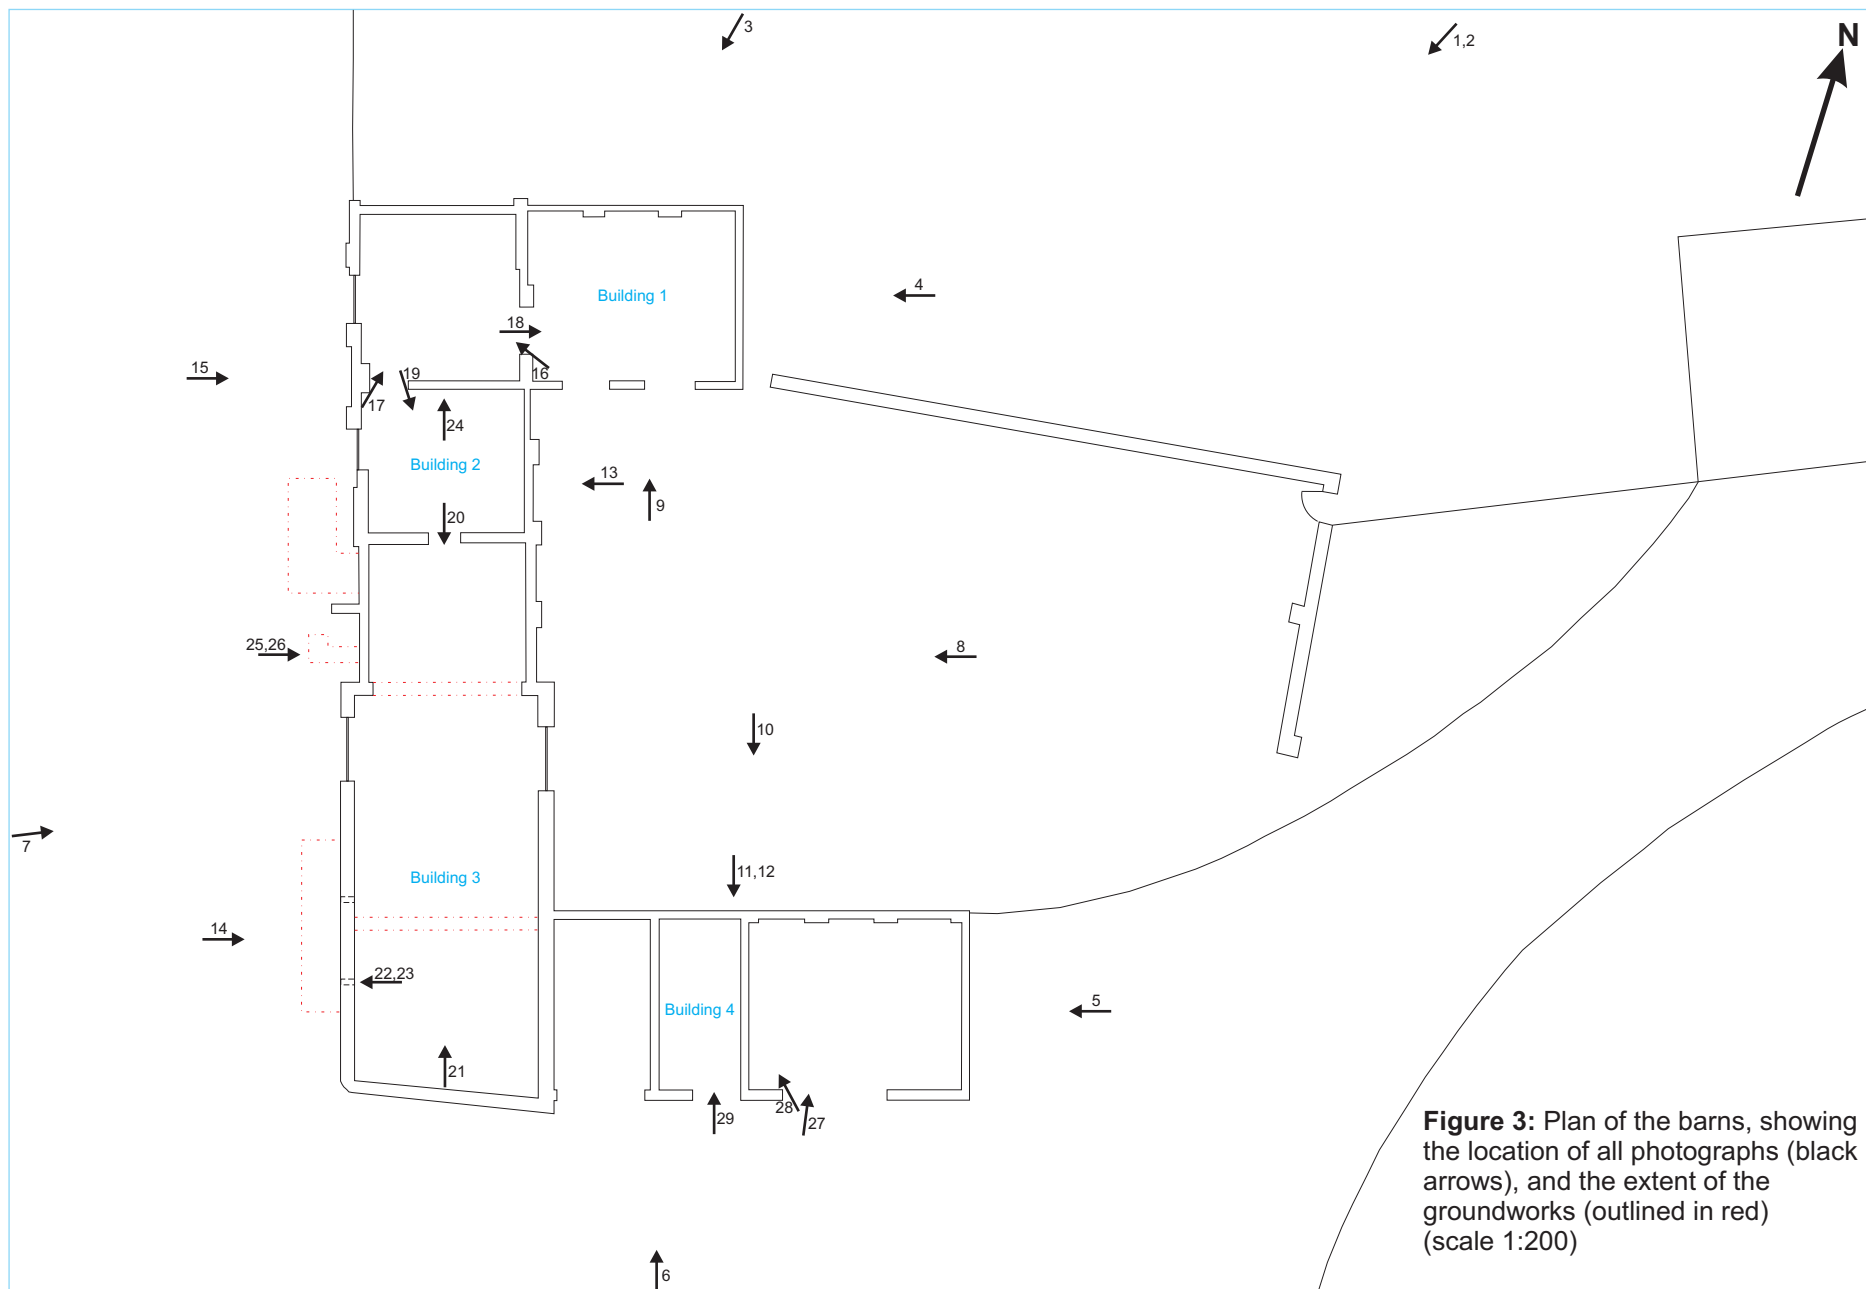 3
1,2
N
4
Building 1
18
15
19
16
17
24
Building 2
13
9
20
25,26
8
10
7
11,12
Building 3
14
22,23
5
Building 4
21
28
29
27
6
Figure 3: Plan of the barns, showing
the location of all photographs (black
arrows), and the extent of the
groundworks (outlined in red)
(scale 1:200)